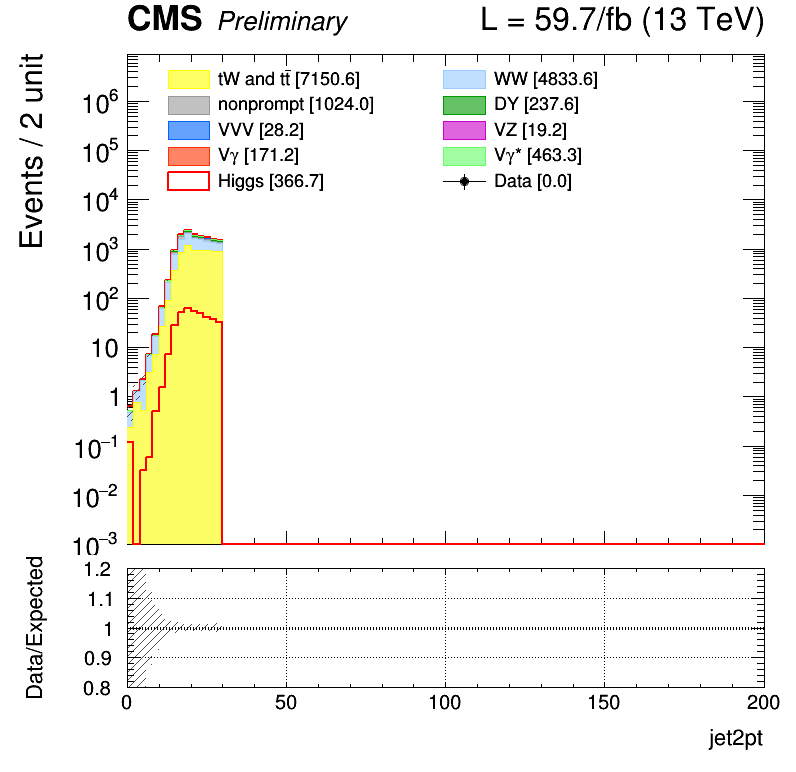 CMS Preliminary L = 59.7/fb (13 TeV)
Events / 2 unit
tW and tt̄ [7150.6] WW [4833.6]
nonprompt [1024.0] DY [237.6]
VVV [28.2] VZ [19.2]
Vγ [171.2] Vγ* [463.3]
Higgs [366.7] Data [0.0]
10⁶
10⁵
10⁴
10³
10²
10
1
10⁻¹
10⁻²
10⁻³
Data/Expected
1.2
1.1
1
0.9
0.8
0 50 100 150 200
jet2pt